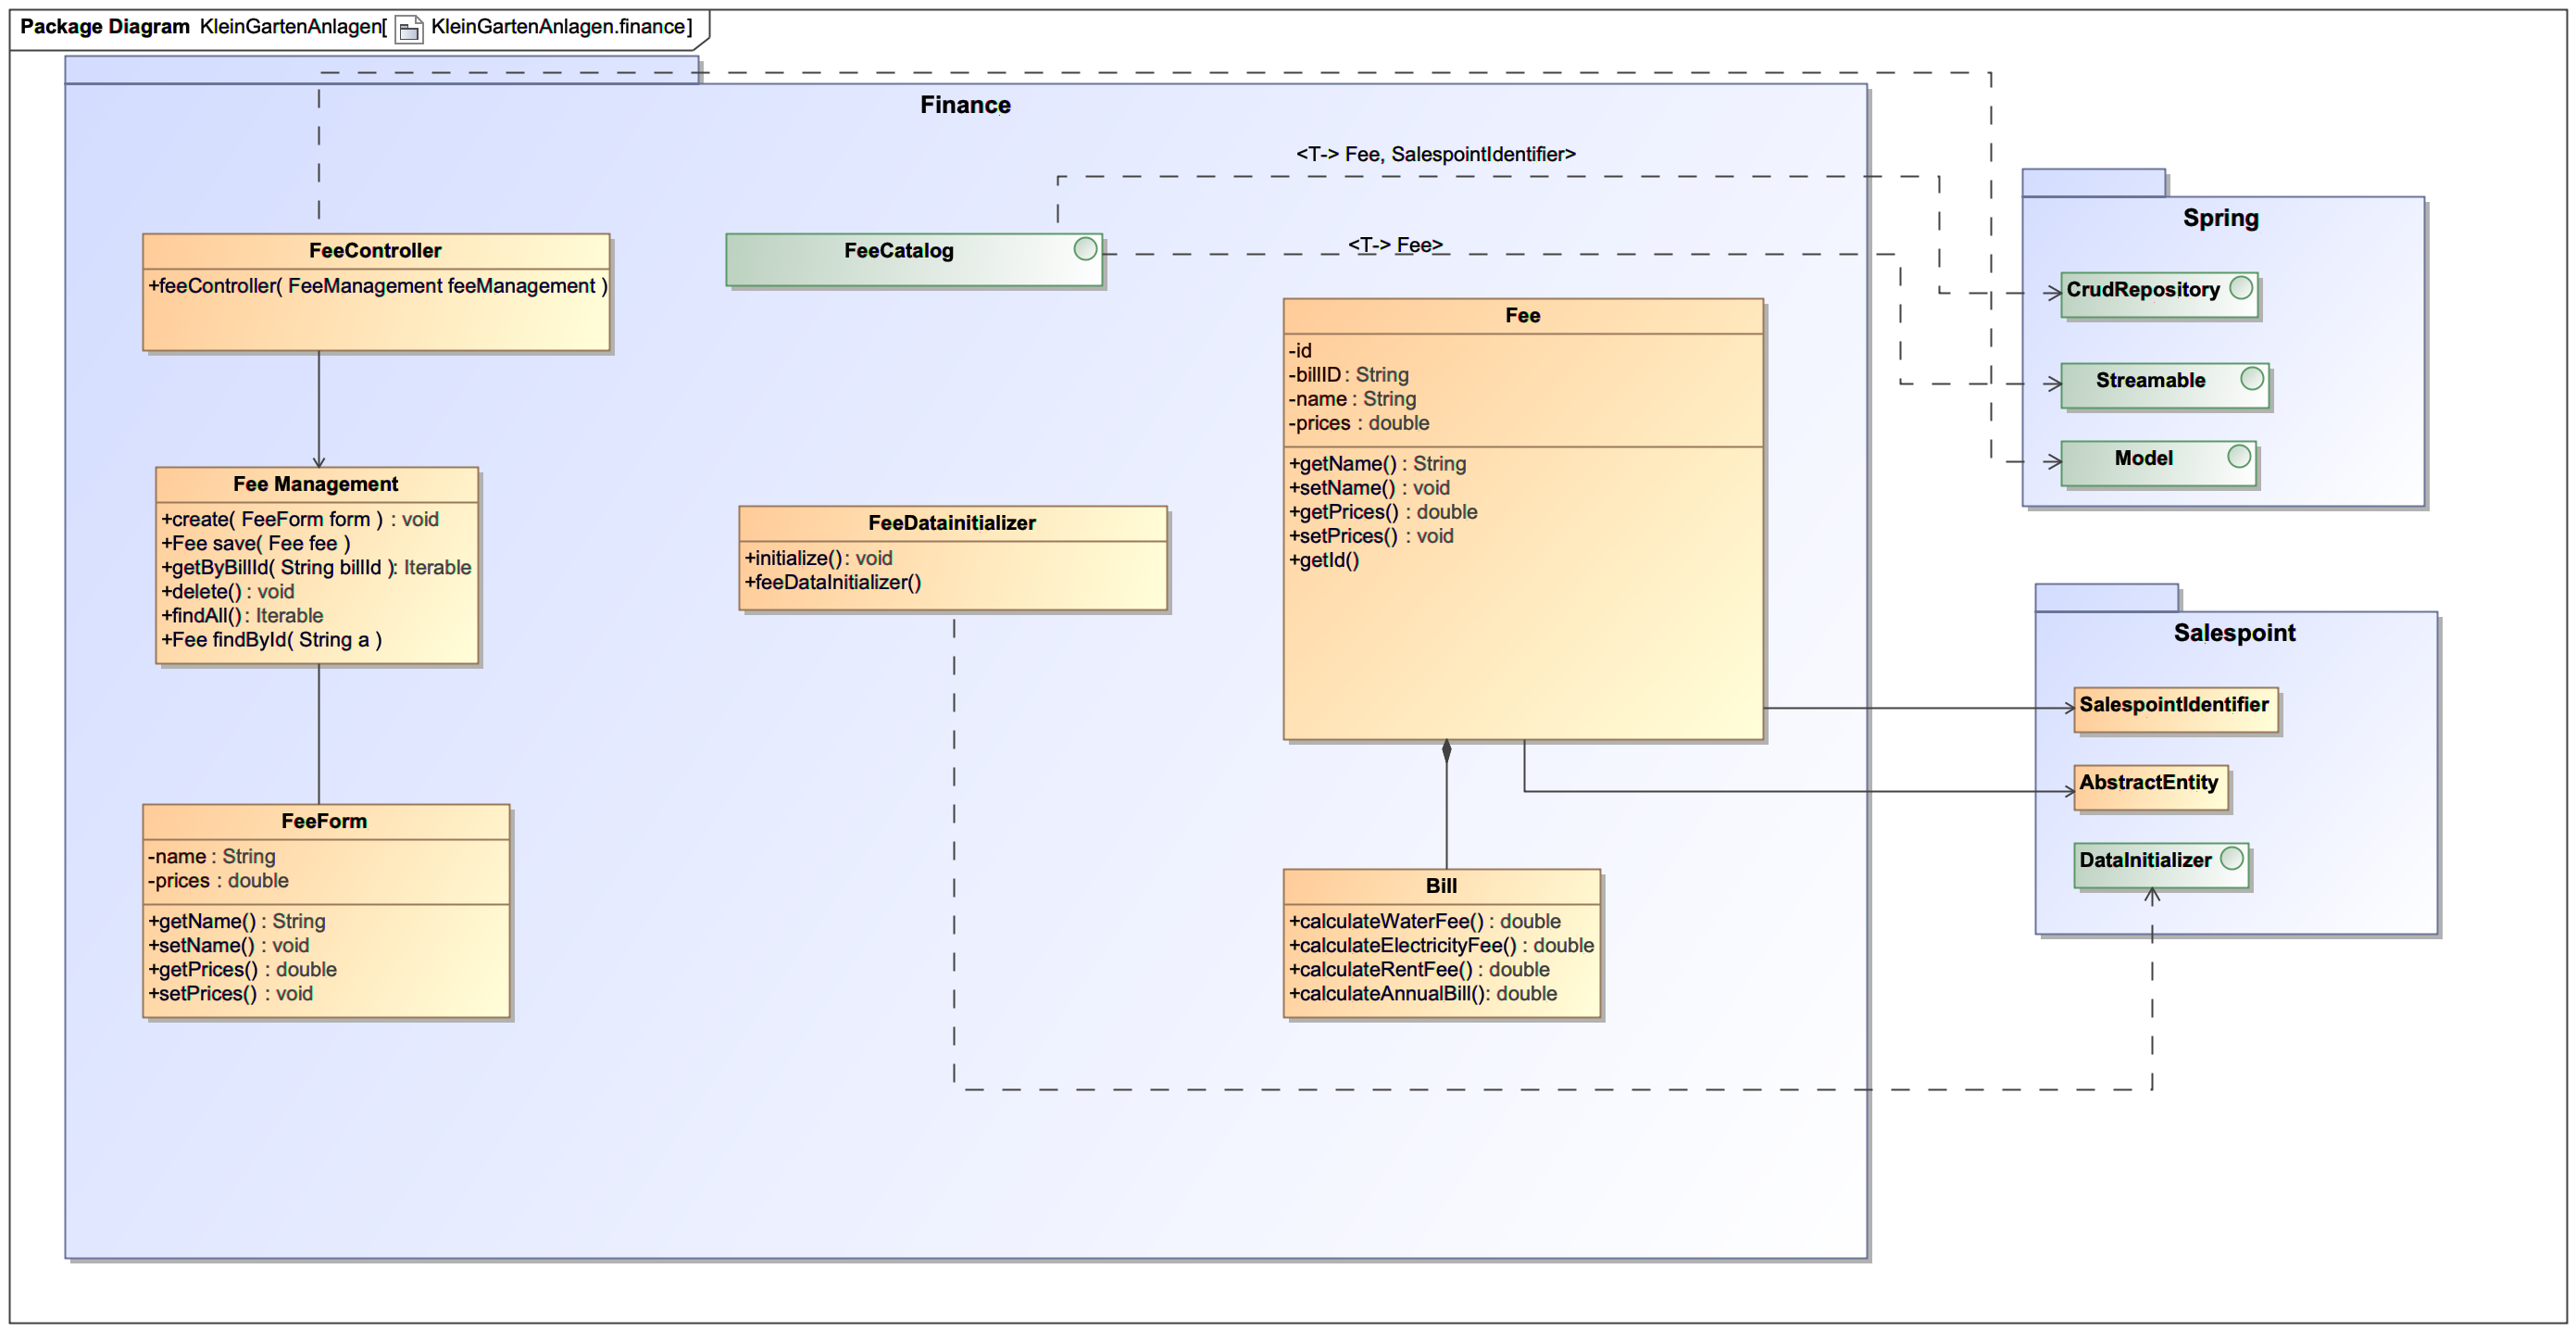 Package Diagram KleinGartenAnlagen[ KleinGartenAnlagen.finance]
Finance
<T-> Fee, SalespointIdentifier>
<T-> Fee>
FeeController
+feeController( FeeManagement feeManagement )
FeeCatalog
Fee Management
+create( FeeForm form ) : void
+Fee save( Fee fee )
+getByBillId( String billId ): Iterable
+delete() : void
+findAll() : Iterable
+Fee findById( String a )
FeeDatainitializer
+initialize() : void
+feeDataInitializer()
Fee
-id
-billID : String
-name : String
-prices : double
+getName() : String
+setName() : void
+getPrices() : double
+setPrices() : void
+getId()
FeeForm
-name : String
-prices : double
+getName() : String
+setName() : void
+getPrices() : double
+setPrices() : void
Bill
+calculateWaterFee() : double
+calculateElectricityFee() : double
+calculateRentFee() : double
+calculateAnnualBill(): double
Spring
CrudRepository
Streamable
Model
Salespoint
SalespointIdentifier
AbstractEntity
DataInitializer